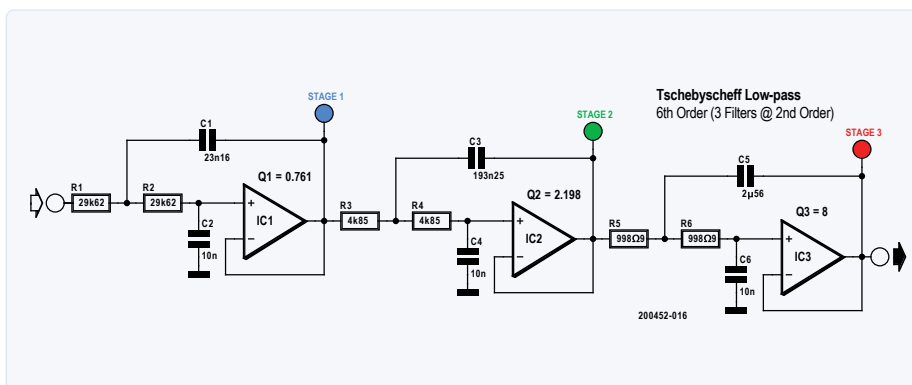 Tschebyscheff Low-pass
6th Order (3 Filters @ 2nd Order)
STAGE 1
STAGE 2
STAGE 3
C1
23n16
R1
29k62
R2
29k62
C2
10n
Q1 = 0.761
IC1
C3
193n25
R3
4k85
R4
4k85
C4
10n
Q2 = 2.198
IC2
C5
2µ56
R5
998Ω9
R6
998Ω9
C6
10n
Q3 = 8
IC3
200452-016